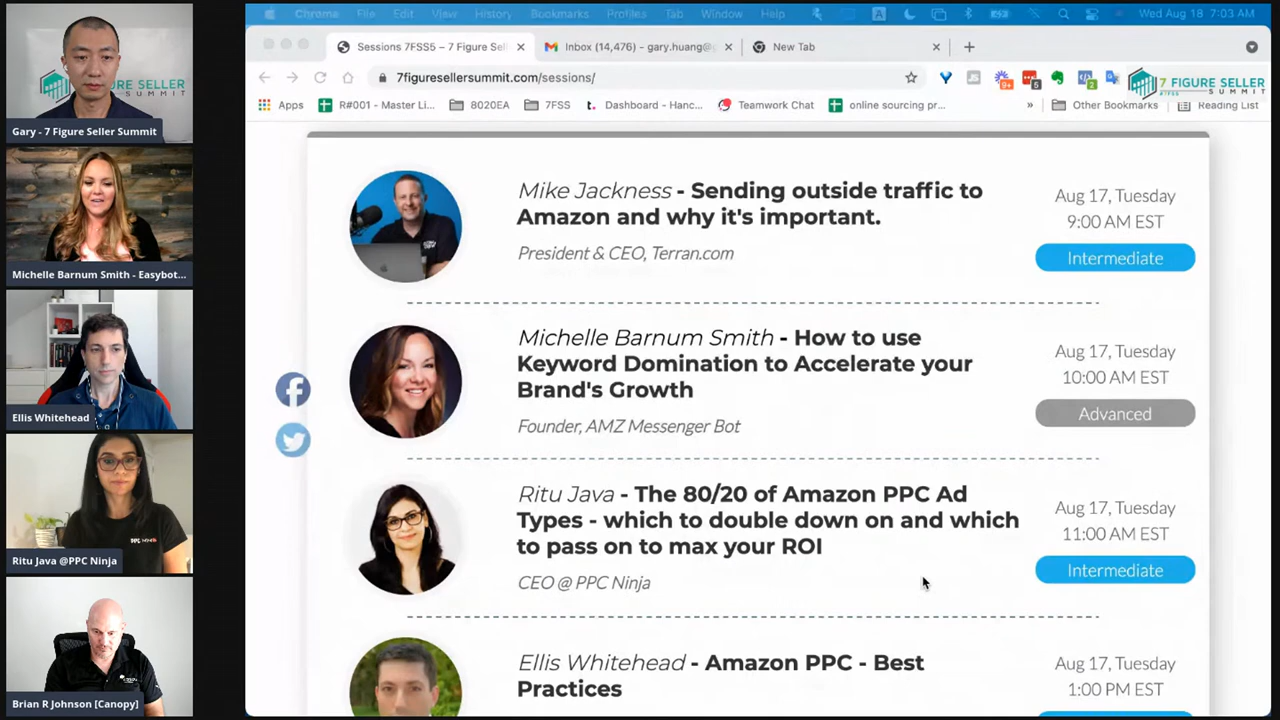 FIGURE SELLER
SUMMIT
Gary - 7 Figure Seller Summit
Michelle Barnum Smith - Easybot...
Ellis Whitehead
Ritu Java @PPC Ninja
Brian R Johnson [Canopy]
Chrome File Edit View History Bookmarks Profiles Tab Window Help
A
Wed Aug 18 7:03 AM
Sessions 7FSS5 – 7 Figure Sel
Inbox (14,476) - gary.huang@
New Tab
7figuresellersummit.com/sessions/
7 FIGURE SELLER
SUMMIT
Apps
R#001 - Master Li...
8020EA
7FSS
Dashboard - Hanc...
Teamwork Chat
online sourcing pr...
»
Other Bookmarks
Reading List
Mike Jackness - Sending outside traffic to
Amazon and why it's important.
President & CEO, Terran.com
Aug 17, Tuesday
9:00 AM EST
Intermediate
Michelle Barnum Smith - How to use
Keyword Domination to Accelerate your
Brand's Growth
Founder, AMZ Messenger Bot
Aug 17, Tuesday
10:00 AM EST
Advanced
Ritu Java - The 80/20 of Amazon PPC Ad
Types - which to double down on and which
to pass on to max your ROI
CEO @ PPC Ninja
Aug 17, Tuesday
11:00 AM EST
Intermediate
Ellis Whitehead - Amazon PPC - Best
Practices
Aug 17, Tuesday
1:00 PM EST